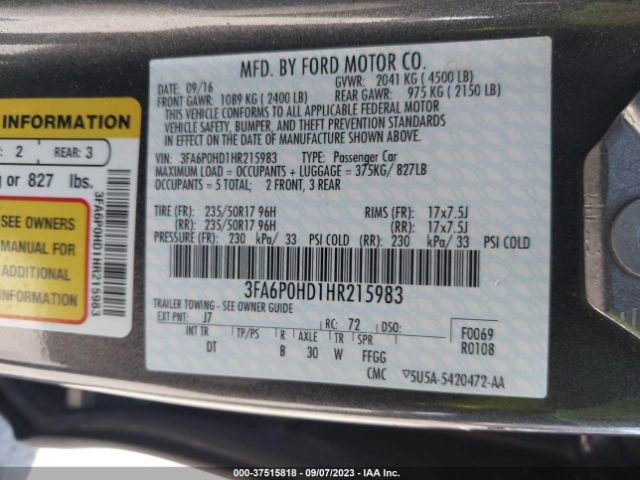 MFD. BY FORD MOTOR CO.
DATE: 09/16 GVWR: 2041 KG ( 4500 LB)
FRONT GAWR: 1089 KG ( 2400 LB) REAR GAWR: 975 KG ( 2150 LB)
THIS VEHICLE CONFORMS TO ALL APPLICABLE FEDERAL MOTOR
VEHICLE SAFETY, BUMPER, AND THEFT PREVENTION STANDARDS
IN EFFECT ON THE DATE OF MANUFACTURE SHOWN ABOVE.
VIN: 3FA6P0HD1HR215983 TYPE: Passenger Car
MAXIMUM LOAD = OCCUPANTS + LUGGAGE = 375KG/ 827LB
OCCUPANTS = 5 TOTAL: 2 FRONT, 3 REAR
TIRE (FR): 235/50R17 96H RIMS (FR): 17x7.5J
(RR): 235/50R17 96H (RR): 17x7.5J
PRESSURE (FR): 230 kPa/ 33 PSI COLD (RR): 230 kPa/ 33 PSI COLD
3FA6P0HD1HR215983
TRAILER TOWING - SEE OWNER GUIDE
EXT PNT: J7 RC: 72 DSO: F0069
INT TR TP/PS R AXLE TR SPR R0108
DT B 30 W FFGG
CMC ▽5U5A-5420472-AA
INFORMATION
: 2 REAR: 3
g or 827 lbs.
SEE OWNERS
MANUAL FOR
ADDITIONAL
INFORMATION
3FA6P0HD1HR215983
000-37515818 - 09/07/2023 - IAA Inc.